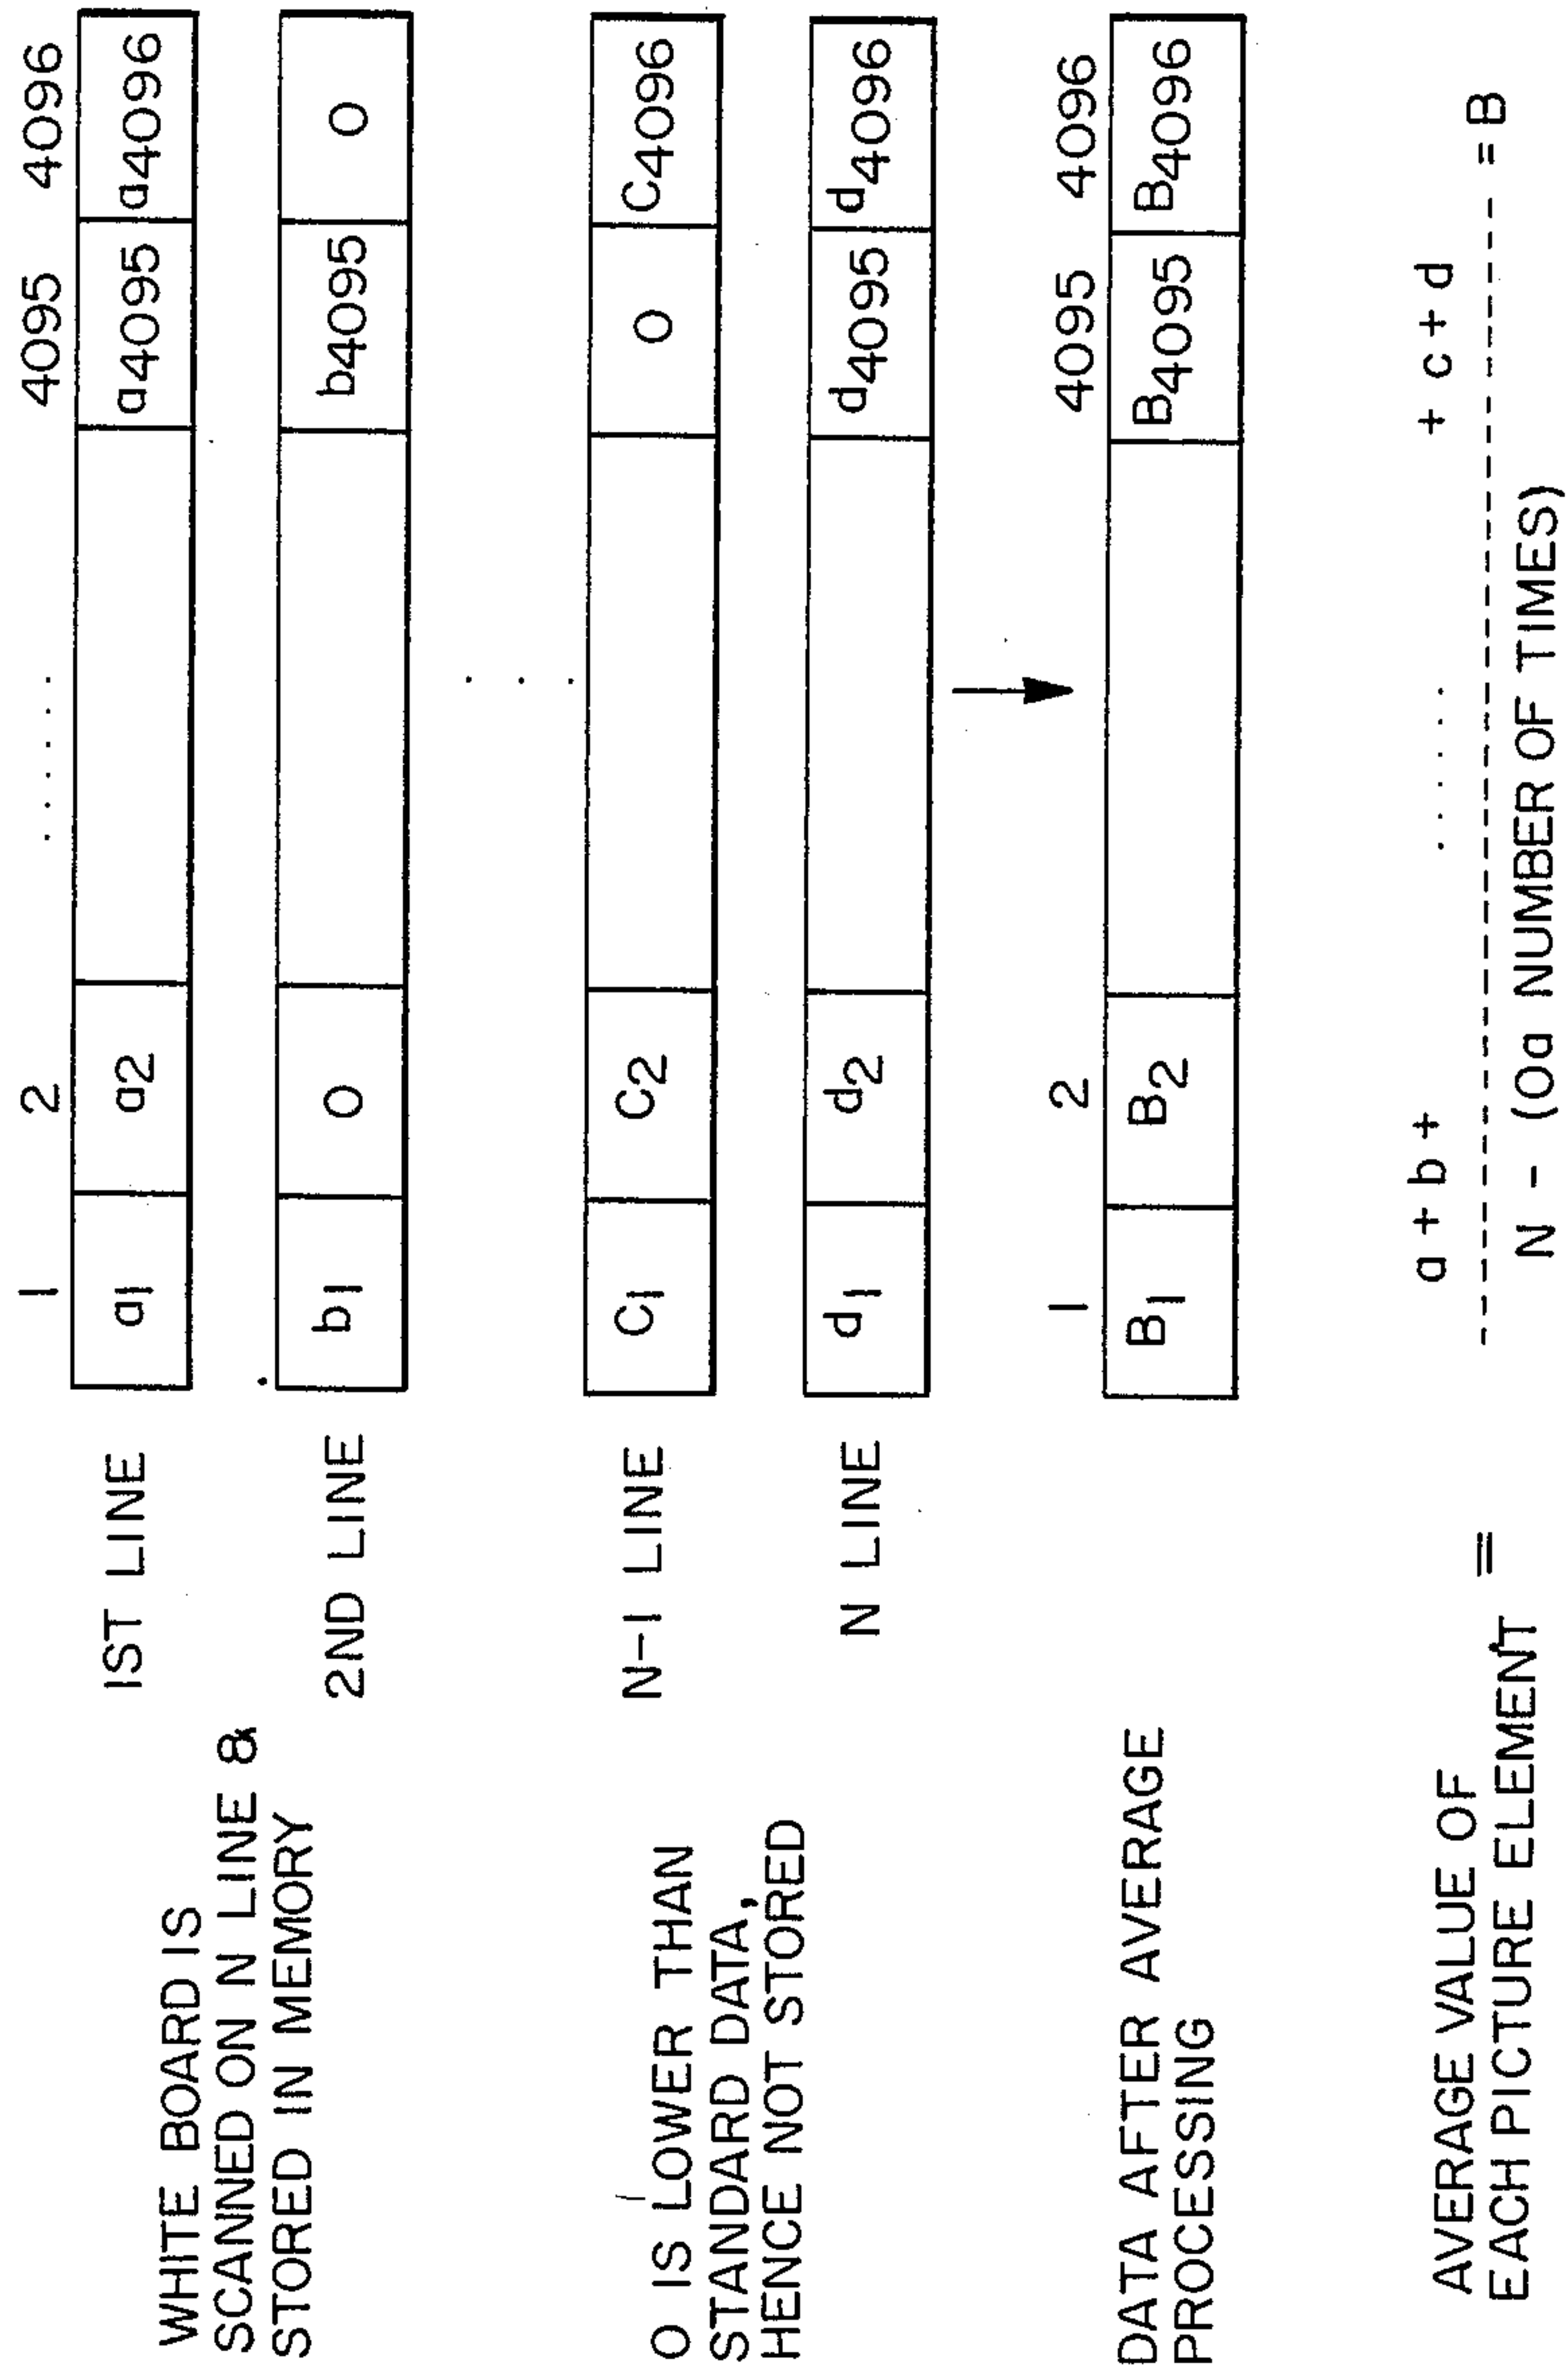 1 2 ...... 4095 4096
WHITE BOARD IS
SCANNED ON N LINE &
STORED IN MEMORY
1ST LINE a1 a2 a4095 a4096
2ND LINE b1 0 b4095 0
...
0 IS LOWER THAN
STANDARD DATA,
HENCE NOT STORED
N-1 LINE C1 C2 0 C4096
N LINE d1 d2 d4095 d4096
1 2 4095 4096
DATA AFTER AVERAGE
PROCESSING
B1 B2 B4095 B4096
AVERAGE VALUE OF
EACH PICTURE ELEMENT =
a + b + ...... + c + d
= B
N - (0a NUMBER OF TIMES)